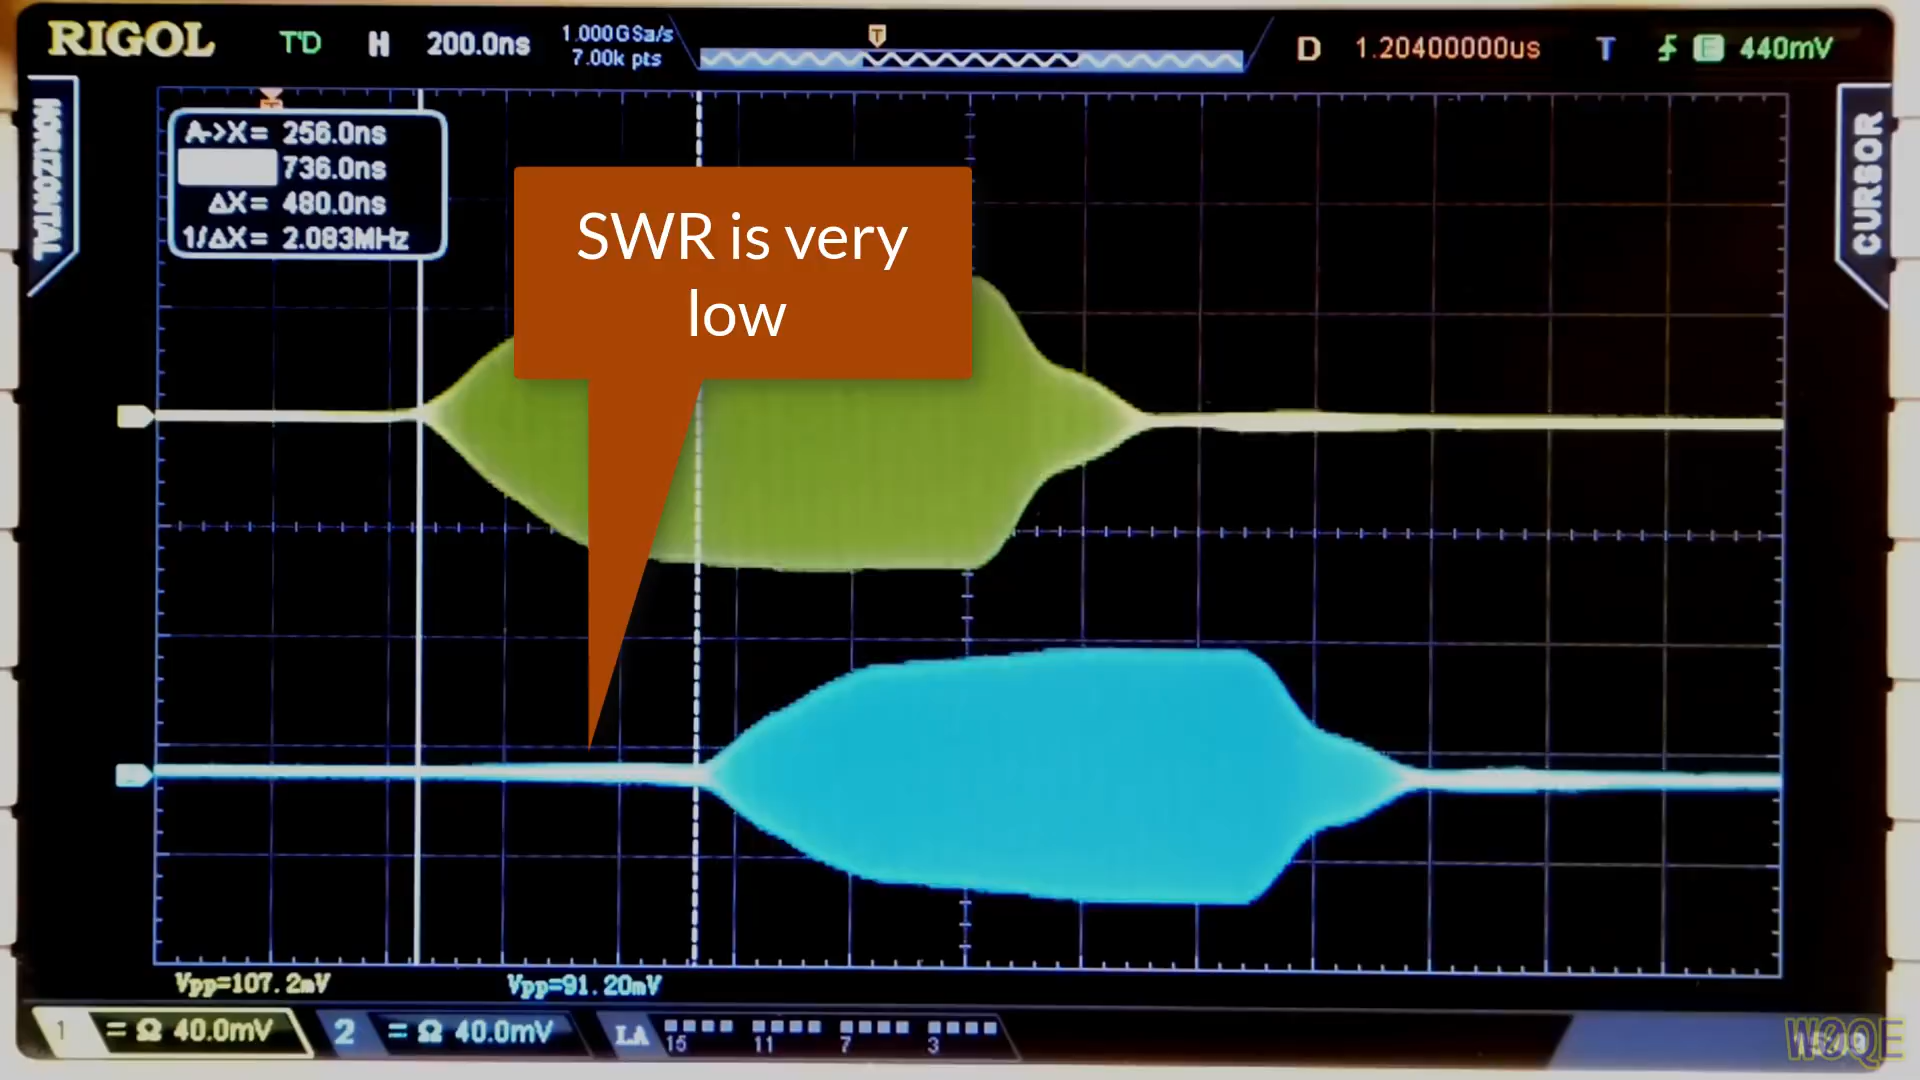 RIGOL T'D H 200.0ns 1.000GSa/s 7.00k pts T D 1.20400000us T E 440mV
HORIZONTAL
CURSOR
A->X= 256.0ns
736.0ns
ΔX= 480.0ns
1/ΔX= 2.083MHz
SWR is very
low
Vpp=107.2mV Vpp=91.20mV
1 = Ω 40.0mV 2 = Ω 40.0mV LA 15 11 7 3
WØQE